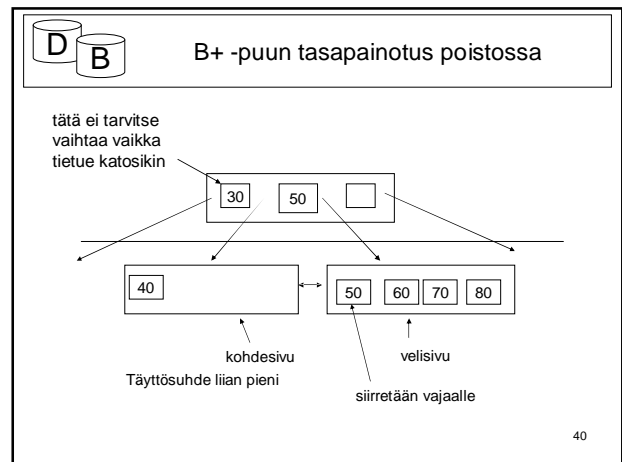 D
B
B+ -puun tasapainotus poistossa
tätä ei tarvitse
vaihtaa vaikka
tietue katosikin
30
50
40
50
60
70
80
kohdesivu
velisivu
Täyttösuhde liian pieni
siirretään vajaalle
40